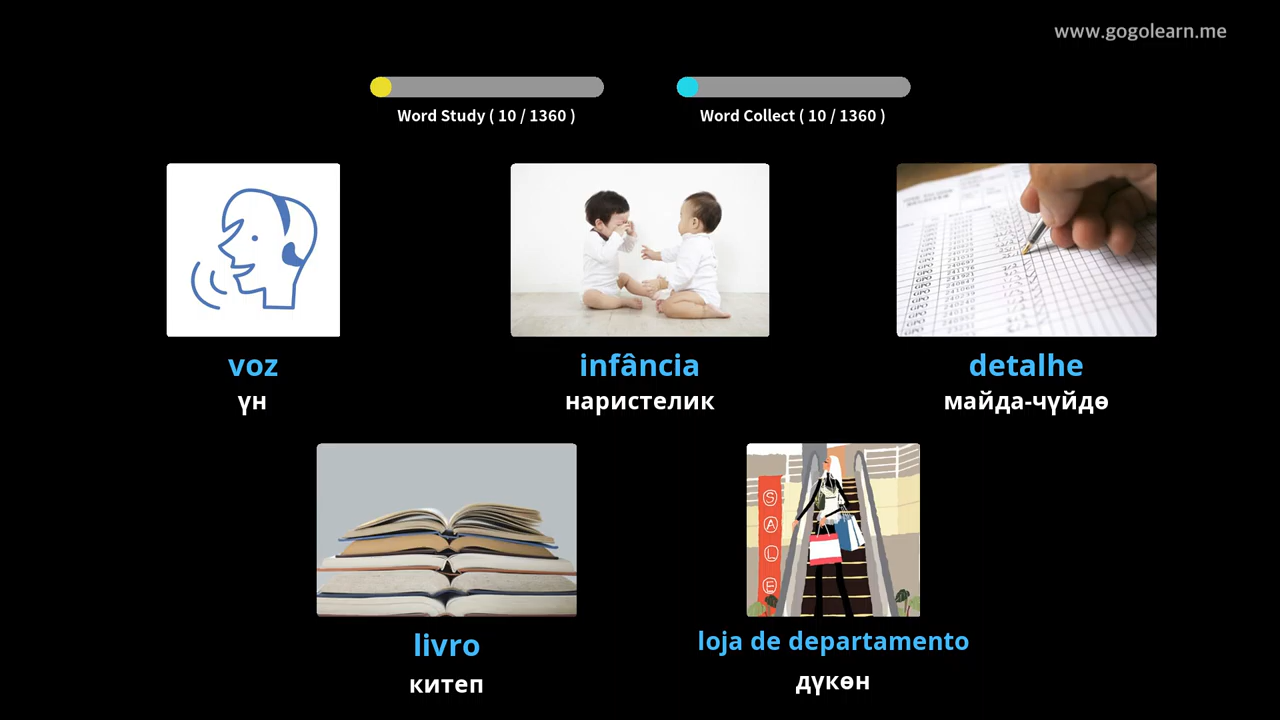 www.gogolearn.me
Word Study ( 10 / 1360 )
Word Collect ( 10 / 1360 )
voz
үн
infância
наристелик
detalhe
майда-чүйдө
SALE
livro
китеп
loja de departamento
дүкөн